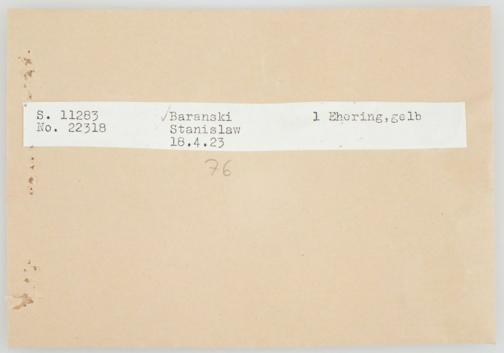 S. 11283 ✓Baranski 1 Ehering,gelb
No. 22318 Stanislaw
18.4.23
76